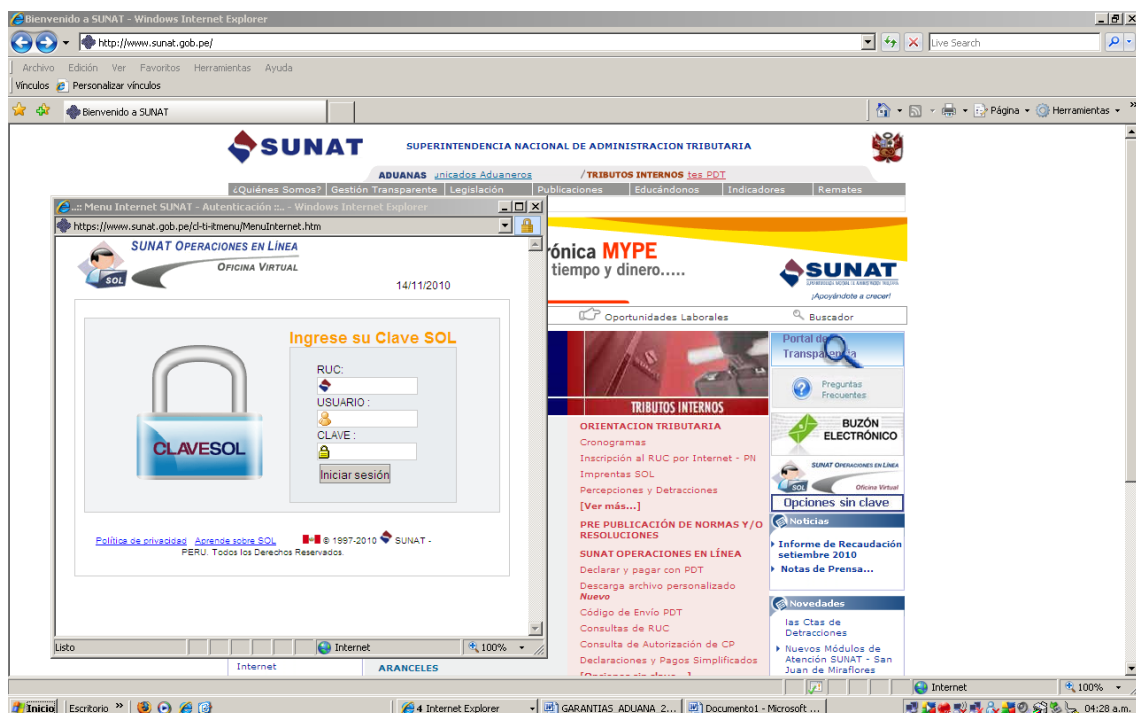 Bienvenido a SUNAT - Windows Internet Explorer
http://www.sunat.gob.pe/
Live Search
Archivo Edición Ver Favoritos Herramientas Ayuda
Vínculos Personalizar vínculos
Bienvenido a SUNAT
Página Herramientas
SUNAT
SUPERINTENDENCIA NACIONAL DE ADMINISTRACION TRIBUTARIA
ADUANAS unicados Aduaneros / TRIBUTOS INTERNOS tes PDT
¿Quiénes Somos? Gestión Transparente Legislación Publicaciones Educándonos Indicadores Remates
..:: Menu Internet SUNAT - Autenticación ::.. - Windows Internet Explorer
https://www.sunat.gob.pe/cl-ti-itmenu/MenuInternet.htm
SUNAT OPERACIONES EN LÍNEA
OFICINA VIRTUAL
SOL
14/11/2010
Ingrese su Clave SOL
RUC:
USUARIO :
CLAVE :
Iniciar sesión
CLAVESOL
Política de privacidad Aprende sobre SOL © 1997-2010 SUNAT -
PERU. Todos los Derechos Reservados.
Listo Internet 100%
rónica MYPE
tiempo y dinero.....
SUNAT
¡Apoyándote a crecer!
Oportunidades Laborales Buscador
TRIBUTOS INTERNOS
ORIENTACION TRIBUTARIA
Cronogramas
Inscripción al RUC por Internet - PN
Imprentas SOL
Percepciones y Detracciones
[Ver más...]
PRE PUBLICACIÓN DE NORMAS Y/O
RESOLUCIONES
SUNAT OPERACIONES EN LÍNEA
Declarar y pagar con PDT
Descarga archivo personalizado
Nuevo
Código de Envío PDT
Consultas de RUC
Consulta de Autorización de CP
Declaraciones y Pagos Simplificados
Portal de
Transparencia
Preguntas
Frecuentes
BUZÓN
ELECTRÓNICO
SUNAT OPERACIONES EN LÍNEA
SOL
Oficina Virtual
Opciones sin clave
Noticias
Informe de Recaudación
setiembre 2010
Notas de Prensa...
Novedades
las Ctas de
Detracciones
Nuevos Módulos de
Atención SUNAT - San
Juan de Miraflores
Internet
ARANCELES
Internet 100%
Inicio Escritorio » 4 Internet Explorer GARANTIAS ADUANA 2... Documento1 - Microsoft ... 04:28 a.m.